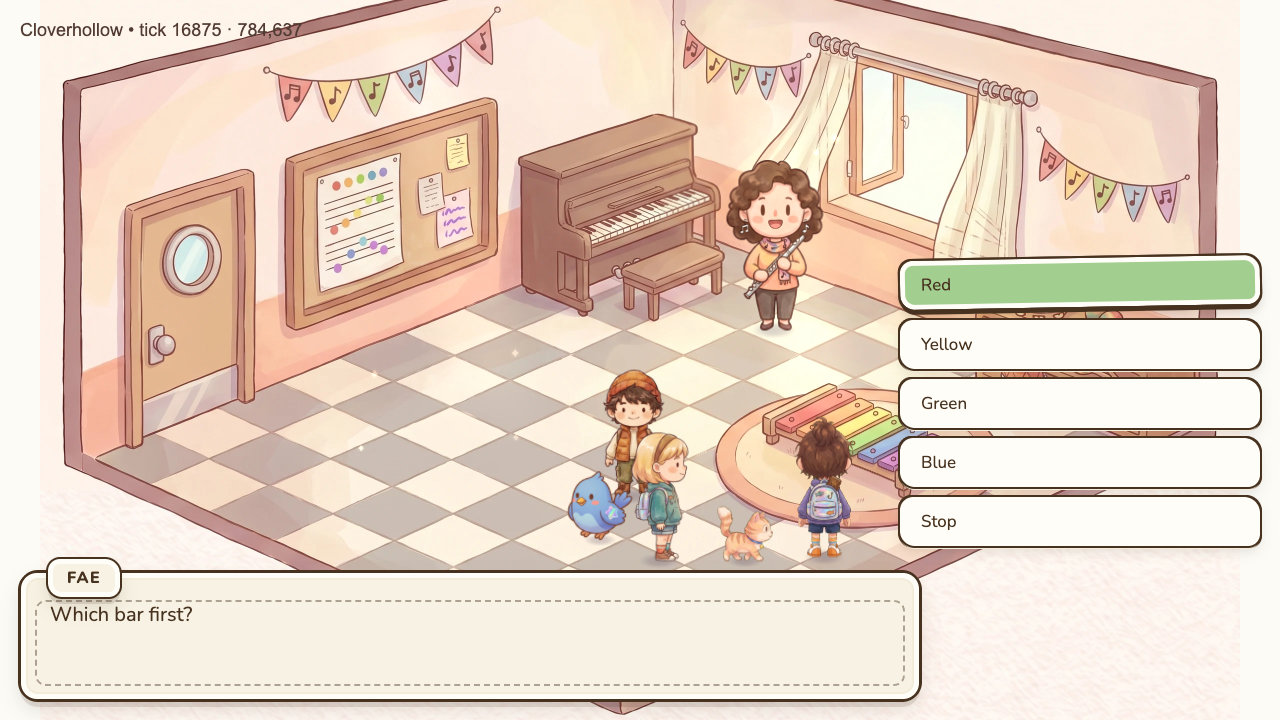 Cloverhollow • tick 16875 · 784,637
Red
Yellow
Green
Blue
Stop
FAE
Which bar first?